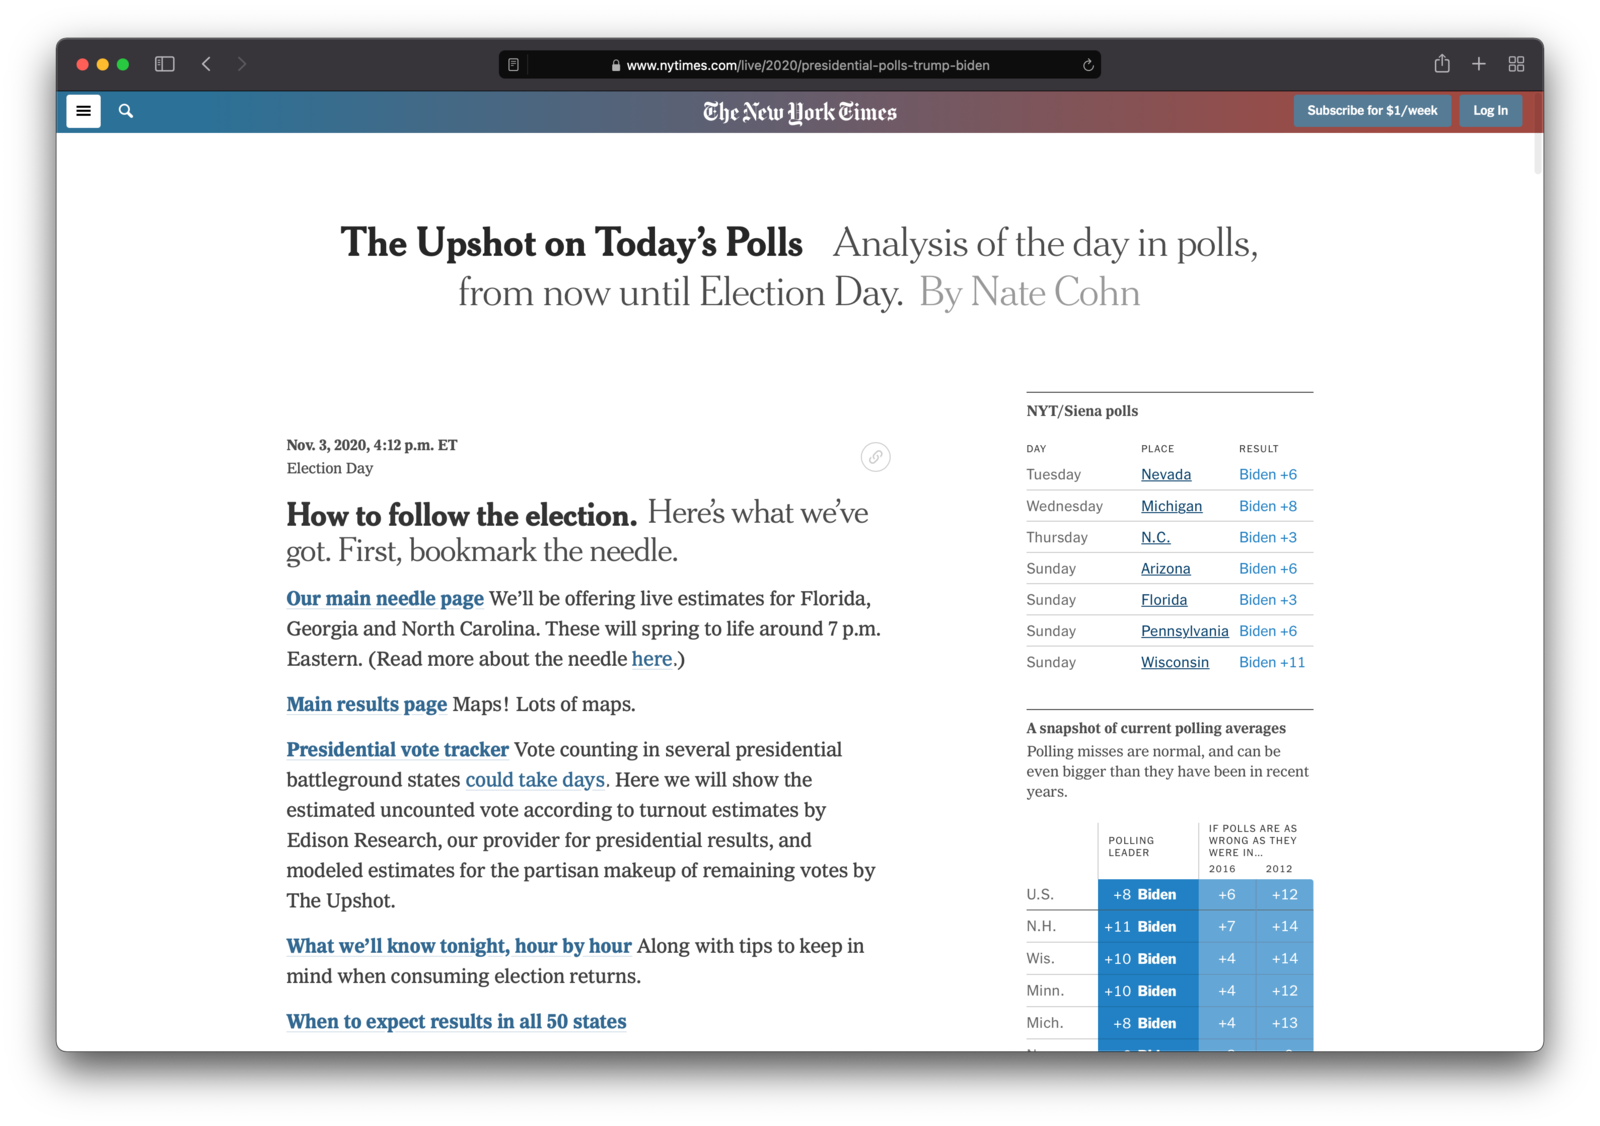 www.nytimes.com/live/2020/presidential-polls-trump-biden
The New York Times
Subscribe for $1/week
Log In
The Upshot on Today's Polls Analysis of the day in polls,
from now until Election Day. By Nate Cohn
Nov. 3, 2020, 4:12 p.m. ET
Election Day
How to follow the election. Here's what we've
got. First, bookmark the needle.
Our main needle page We'll be offering live estimates for Florida,
Georgia and North Carolina. These will spring to life around 7 p.m.
Eastern. (Read more about the needle here.)
Main results page Maps! Lots of maps.
Presidential vote tracker Vote counting in several presidential
battleground states could take days. Here we will show the
estimated uncounted vote according to turnout estimates by
Edison Research, our provider for presidential results, and
modeled estimates for the partisan makeup of remaining votes by
The Upshot.
What we'll know tonight, hour by hour Along with tips to keep in
mind when consuming election returns.
When to expect results in all 50 states
NYT/Siena polls
DAY PLACE RESULT
Tuesday Nevada Biden +6
Wednesday Michigan Biden +8
Thursday N.C. Biden +3
Sunday Arizona Biden +6
Sunday Florida Biden +3
Sunday Pennsylvania Biden +6
Sunday Wisconsin Biden +11
A snapshot of current polling averages
Polling misses are normal, and can be
even bigger than they have been in recent
years.
POLLING
LEADER
IF POLLS ARE AS
WRONG AS THEY
WERE IN...
2016 2012
U.S. +8 Biden +6 +12
N.H. +11 Biden +7 +14
Wis. +10 Biden +4 +14
Minn. +10 Biden +4 +12
Mich. +8 Biden +4 +13